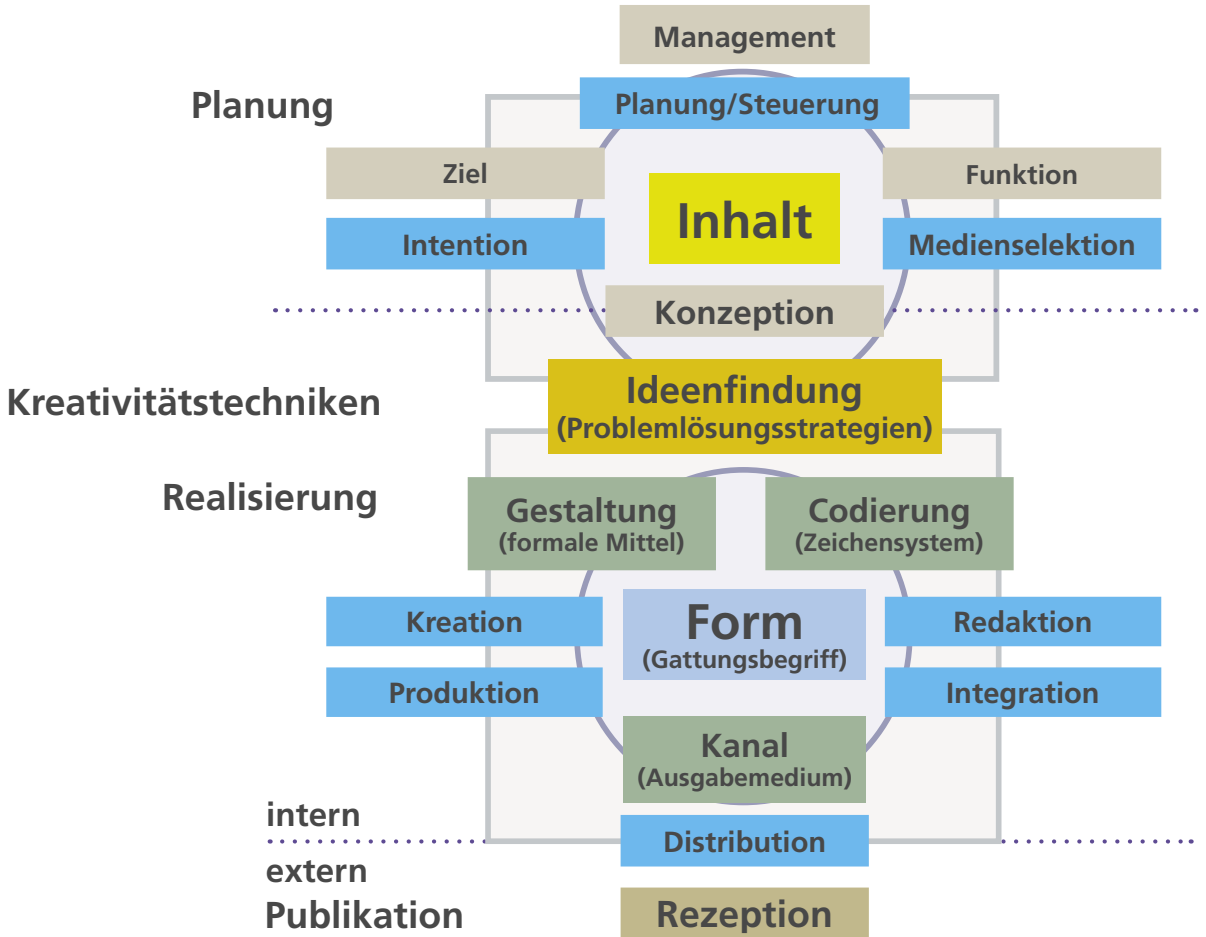 Management
Planung
Planung/Steuerung
Ziel
Funktion
Inhalt
Intention
Medienselektion
Konzeption
Kreativitätstechniken
Ideenfindung
(Problemlösungsstrategien)
Realisierung
Gestaltung
(formale Mittel)
Codierung
(Zeichensystem)
Kreation
Form
(Gattungsbegriff)
Redaktion
Produktion
Integration
Kanal
(Ausgabemedium)
intern
Distribution
extern
Publikation
Rezeption